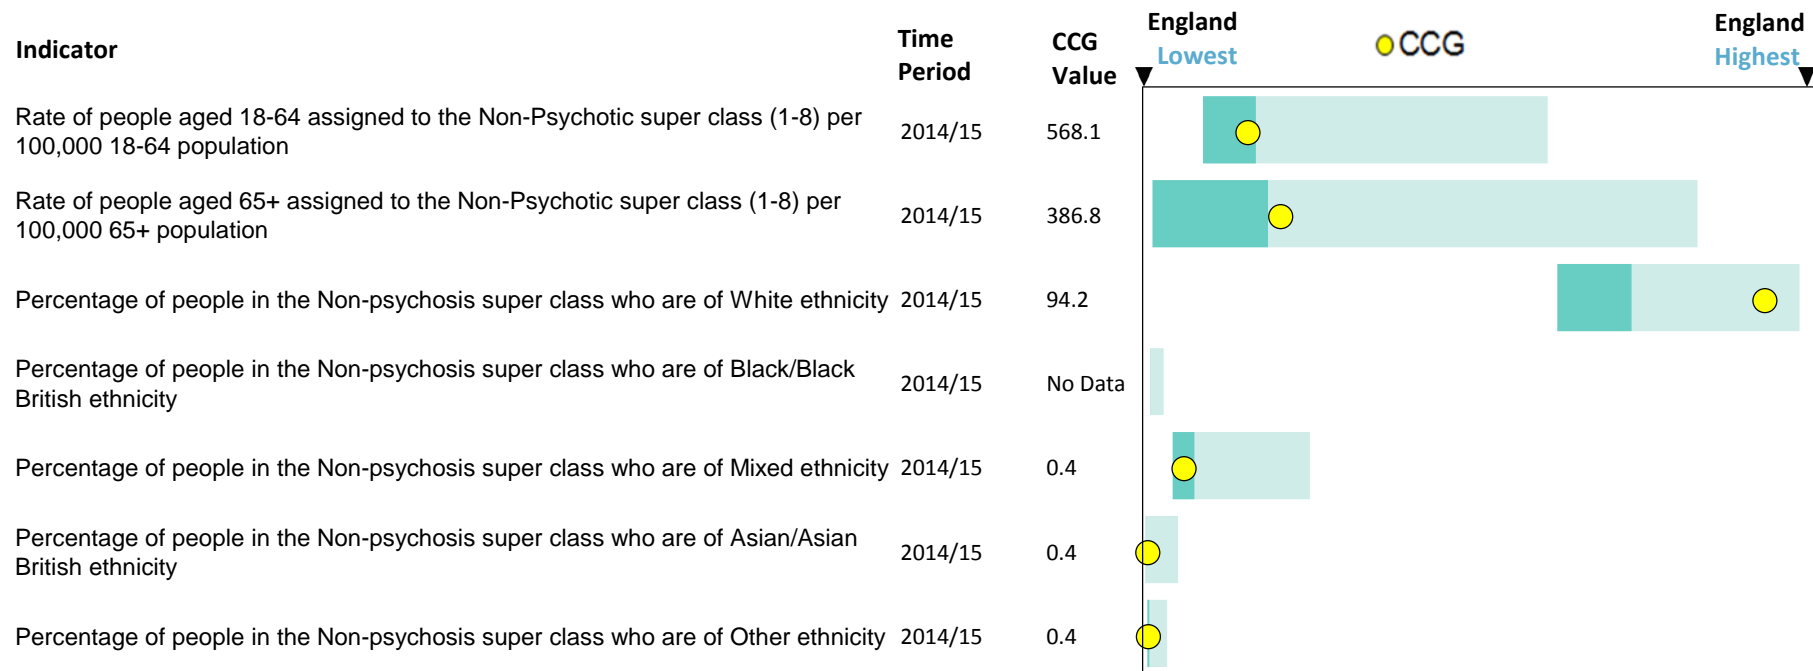 Indicator
Time
Period
CCG
Value
England
Lowest
CCG
England
Highest
Rate of people aged 18-64 assigned to the Non-Psychotic super class (1-8) per
100,000 18-64 population
2014/15
568.1
Rate of people aged 65+ assigned to the Non-Psychotic super class (1-8) per
100,000 65+ population
2014/15
386.8
Percentage of people in the Non-psychosis super class who are of White ethnicity
2014/15
94.2
Percentage of people in the Non-psychosis super class who are of Black/Black
British ethnicity
2014/15
No Data
Percentage of people in the Non-psychosis super class who are of Mixed ethnicity
2014/15
0.4
Percentage of people in the Non-psychosis super class who are of Asian/Asian
British ethnicity
2014/15
0.4
Percentage of people in the Non-psychosis super class who are of Other ethnicity
2014/15
0.4